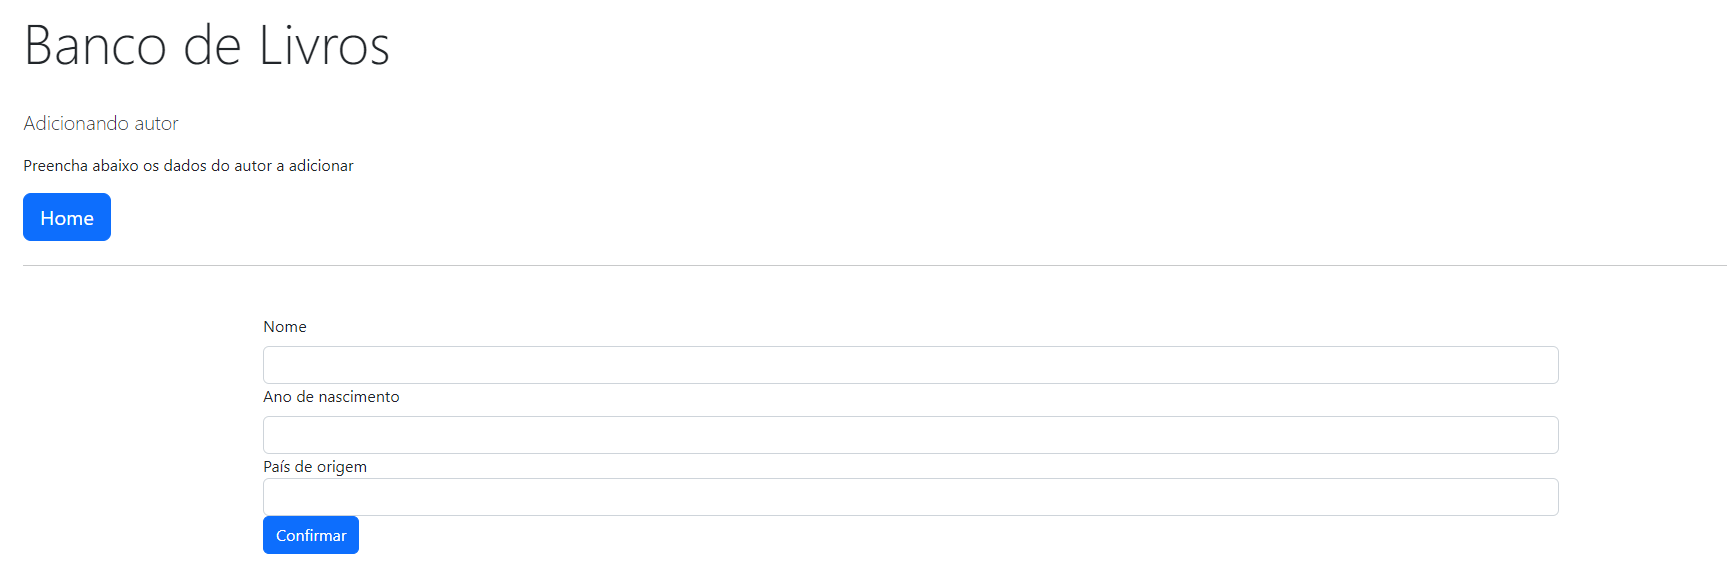 Banco de Livros
Adicionando autor
Preencha abaixo os dados do autor a adicionar
Home
Nome
Ano de nascimento
País de origem
Confirmar